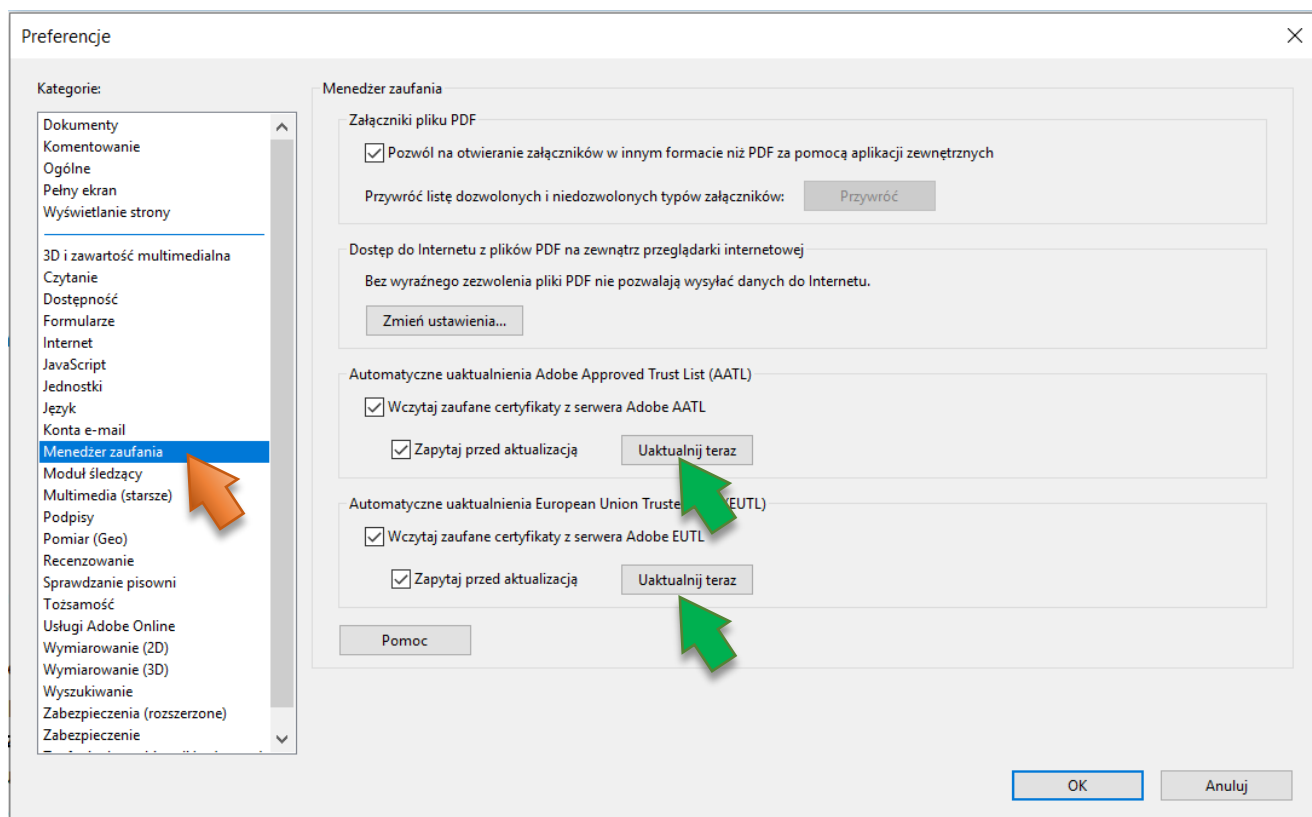 Preferencje
Kategorie:
Dokumenty
Komentowanie
Ogólne
Pełny ekran
Wyświetlanie strony
3D i zawartość multimedialna
Czytanie
Dostępność
Formularze
Internet
JavaScript
Jednostki
Język
Konta e-mail
Menedżer zaufania
Moduł śledzący
Multimedia (starsze)
Podpisy
Pomiar (Geo)
Recenzowanie
Sprawdzanie pisowni
Tożsamość
Usługi Adobe Online
Wymiarowanie (2D)
Wymiarowanie (3D)
Wyszukiwanie
Zabezpieczenia (rozszerzone)
Zabezpieczenie
Menedżer zaufania
Załączniki pliku PDF
Pozwól na otwieranie załączników w innym formacie niż PDF za pomocą aplikacji zewnętrznych
Przywróć listę dozwolonych i niedozwolonych typów załączników: Przywróć
Dostęp do Internetu z plików PDF na zewnątrz przeglądarki internetowej
Bez wyraźnego zezwolenia pliki PDF nie pozwalają wysyłać danych do Internetu.
Zmień ustawienia...
Automatyczne uaktualnienia Adobe Approved Trust List (AATL)
Wczytaj zaufane certyfikaty z serwera Adobe AATL
Zapytaj przed aktualizacją Uaktualnij teraz
Automatyczne uaktualnienia European Union EUTL)
Wczytaj zaufane certyfikaty z serwera Adobe EUTL
Zapytaj przed aktualizacją Uaktualnij teraz
Pomoc
OK Anuluj